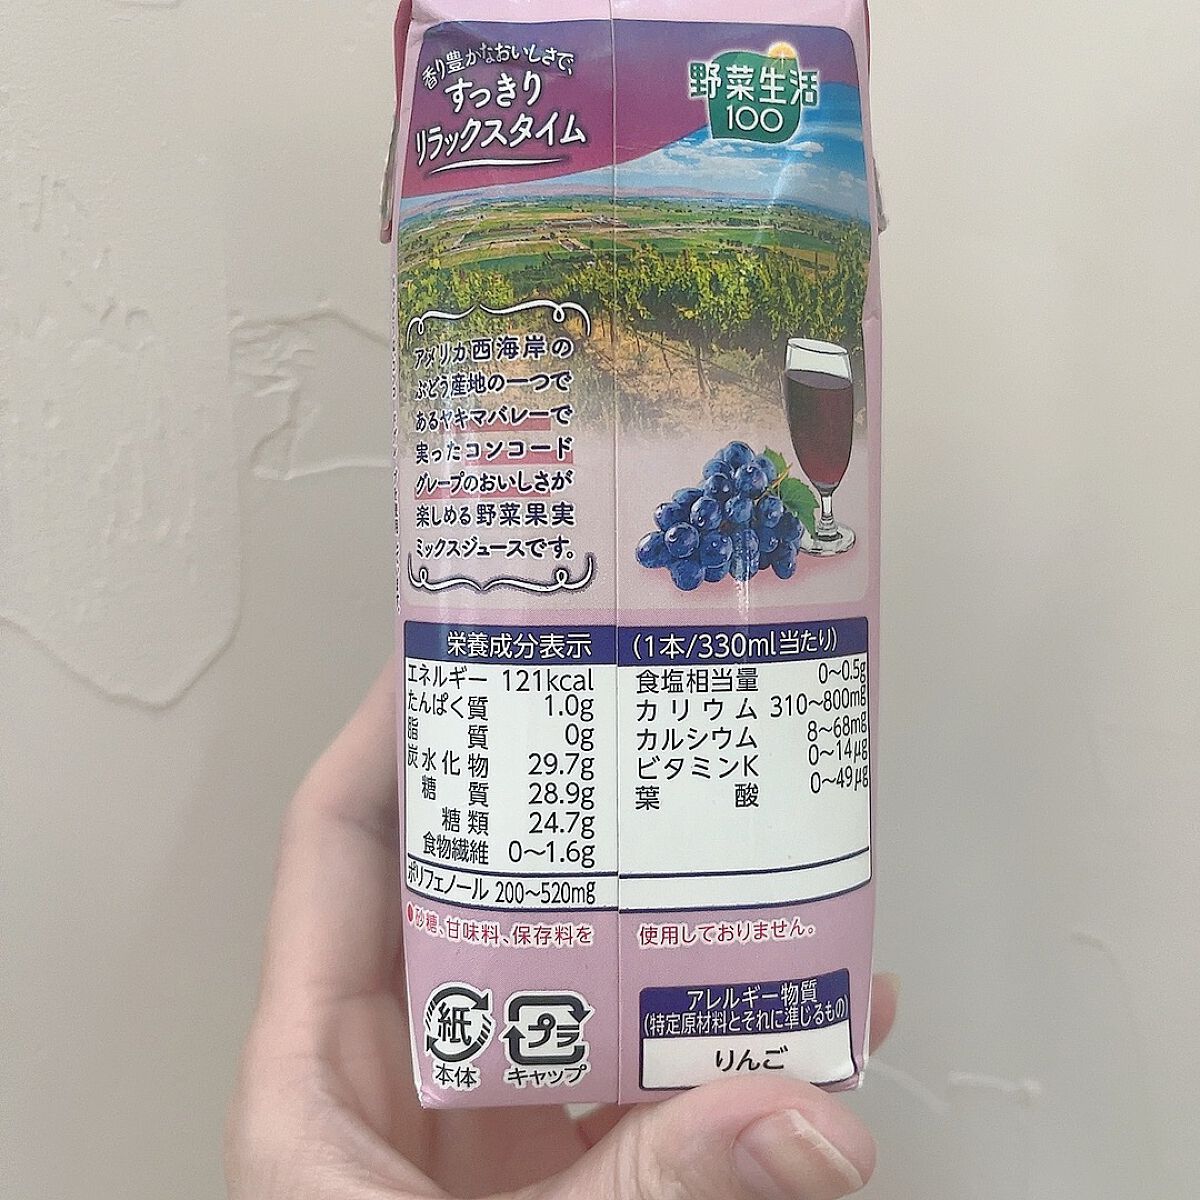 香り豊かなおいしさで、
すっきり
リラックスタイム
野菜生活
100
アメリカ西海岸の
ぶどう産地の一つで
あるヤキマバレーで
実ったコンコード
グレープのおいしさが
楽しめる野菜果実
ミックスジュースです。
栄養成分表示 (1本/330ml当たり)
エネルギー 121kcal
たんぱく質 1.0g
脂質 0g
炭水化物 29.7g
糖質 28.9g
糖類 24.7g
食物繊維 0〜1.6g
食塩相当量 0〜0.5g
カリウム 310〜800mg
カルシウム 8〜68mg
ビタミンK 0〜14μg
葉酸 0〜49μg
ポリフェノール 200〜520mg
●砂糖、甘味料、保存料を使用しておりません。
紙
本体
プラ
キャップ
アレルギー物質
(特定原材料とそれに準じるもの)
りんご